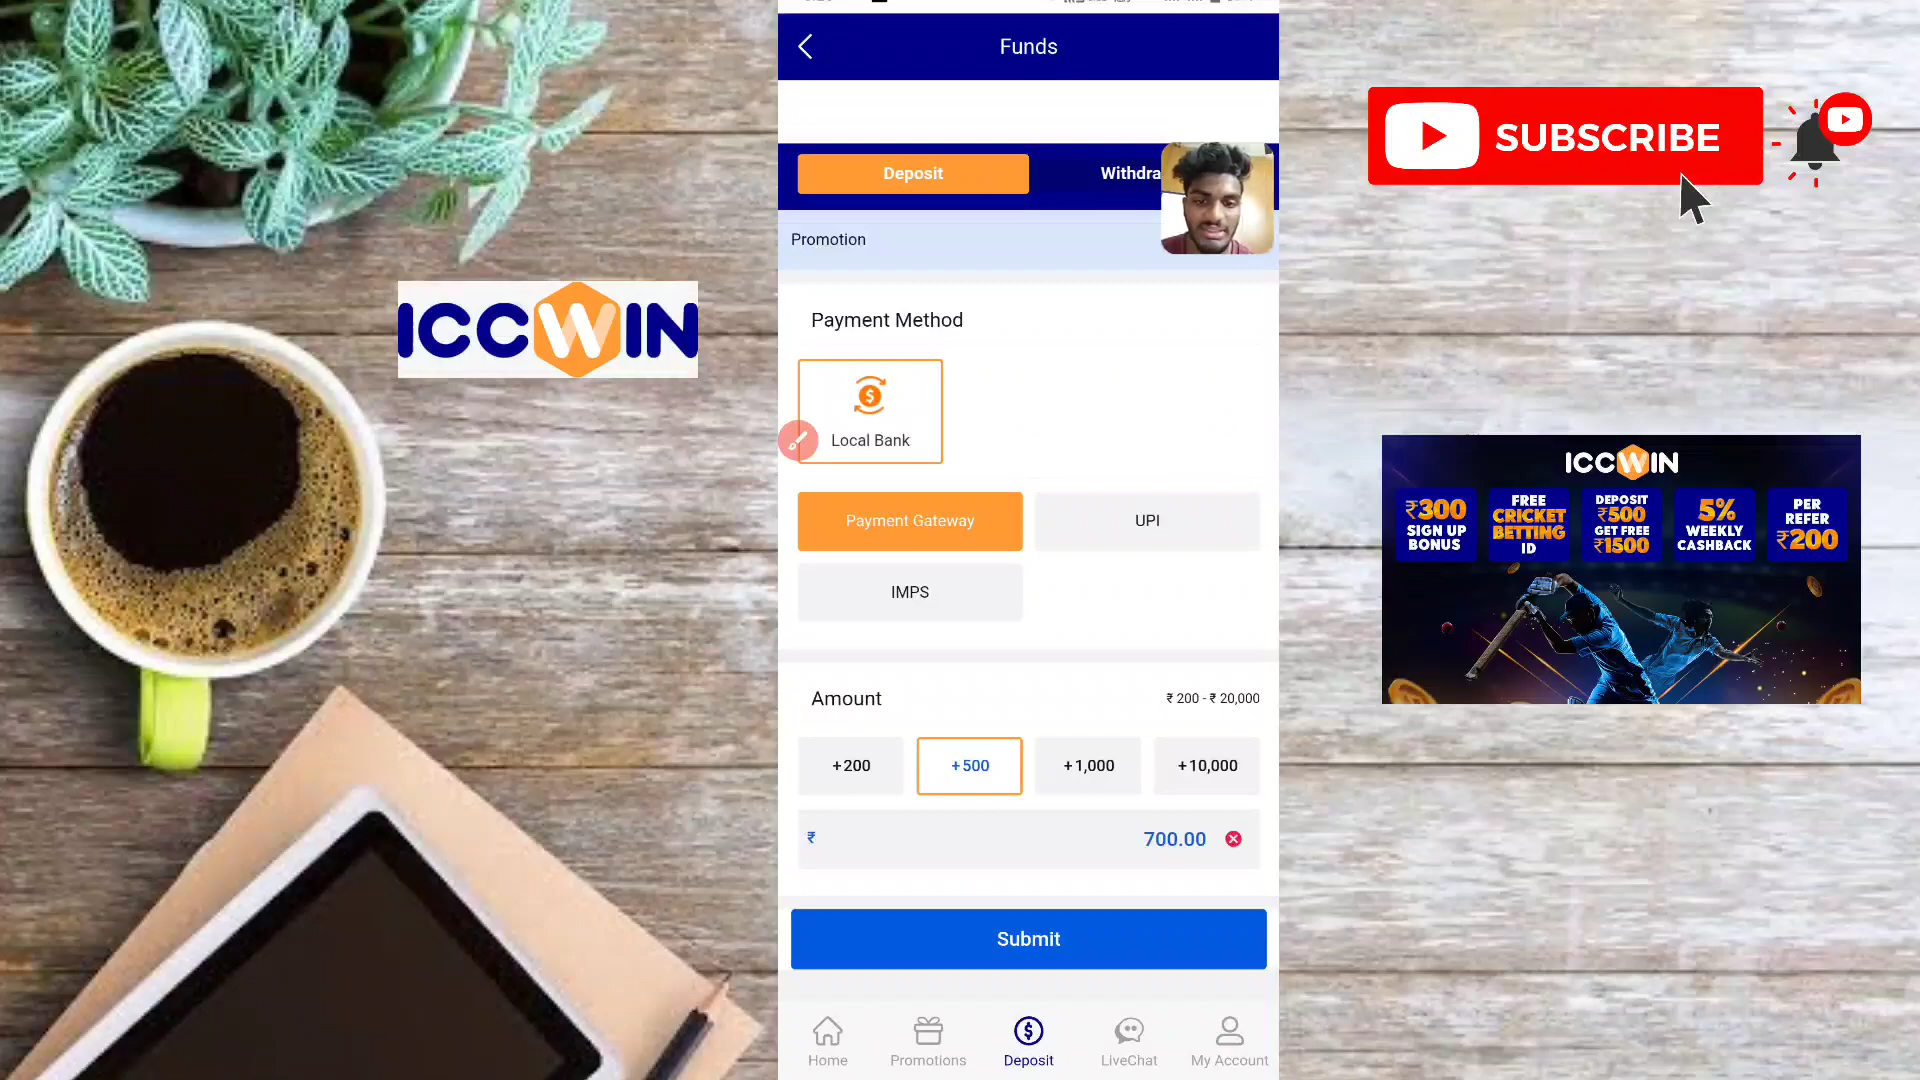 Funds
Deposit
Withdra
Promotion
Payment Method
Local Bank
Payment Gateway
UPI
IMPS
Amount
₹ 200 - ₹ 20,000
+200
+500
+1,000
+10,000
₹
700.00
Submit
Home
Promotions
Deposit
LiveChat
My Account
ICCWIN
SUBSCRIBE
ICCWIN
₹300
SIGN UP
BONUS
FREE
CRICKET
BETTING
ID
DEPOSIT
₹500
GET FREE
₹1500
5%
WEEKLY
CASHBACK
PER
REFER
₹200